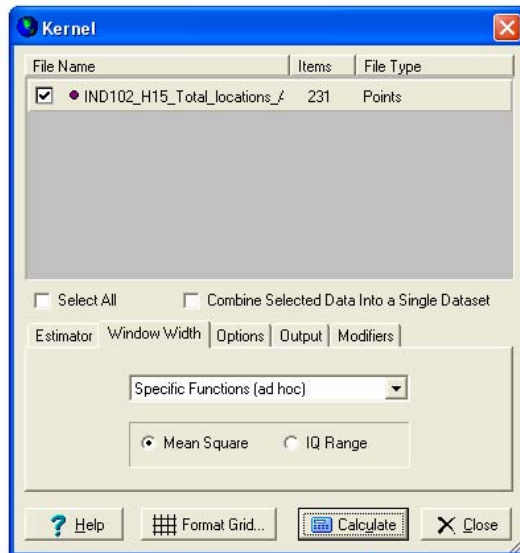 Kernel
File Name Items File Type
IND102_H15_Total_locations_A 231 Points
Select All Combine Selected Data Into a Single Dataset
Estimator Window Width Options Output Modifiers
Specific Functions (ad hoc)
Mean Square IQ Range
Help Format Grid... Calculate Close